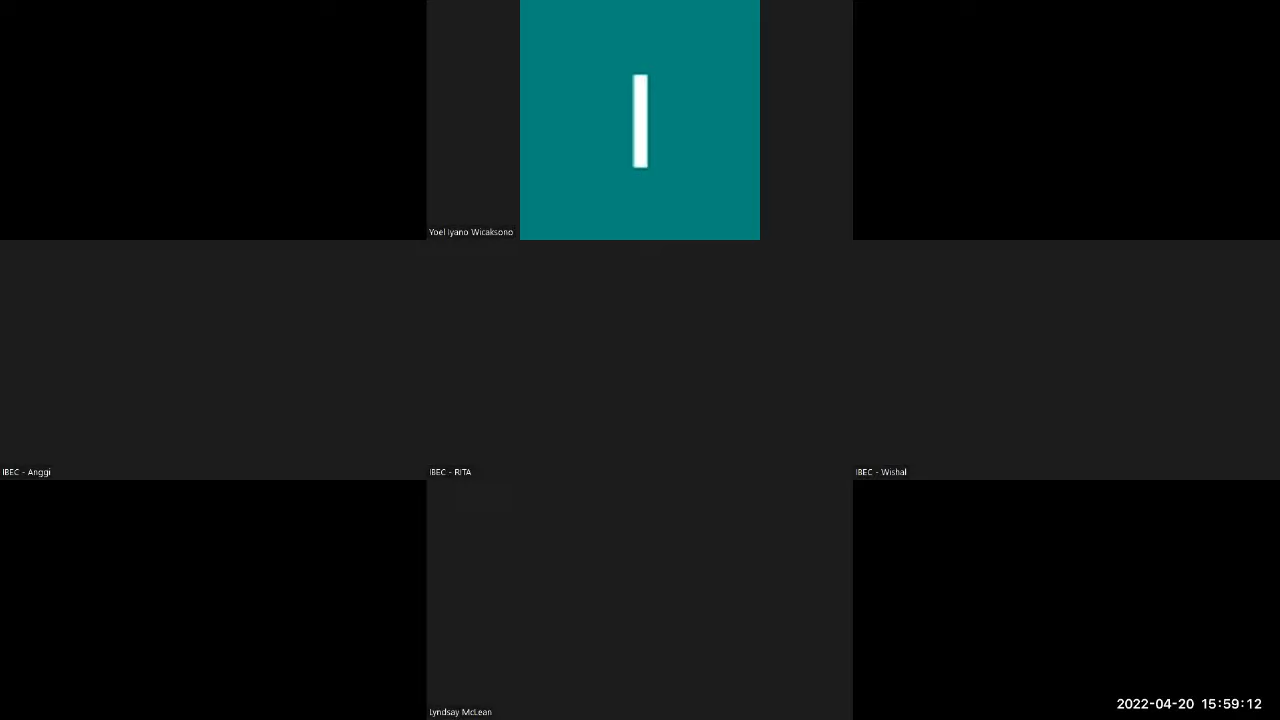 I
Yoel Iyano Wicaksono
IBEC - Anggi
IBEC - RITA
IBEC - Wishal
Lyndsay McLean
2022-04-20 15:59:12